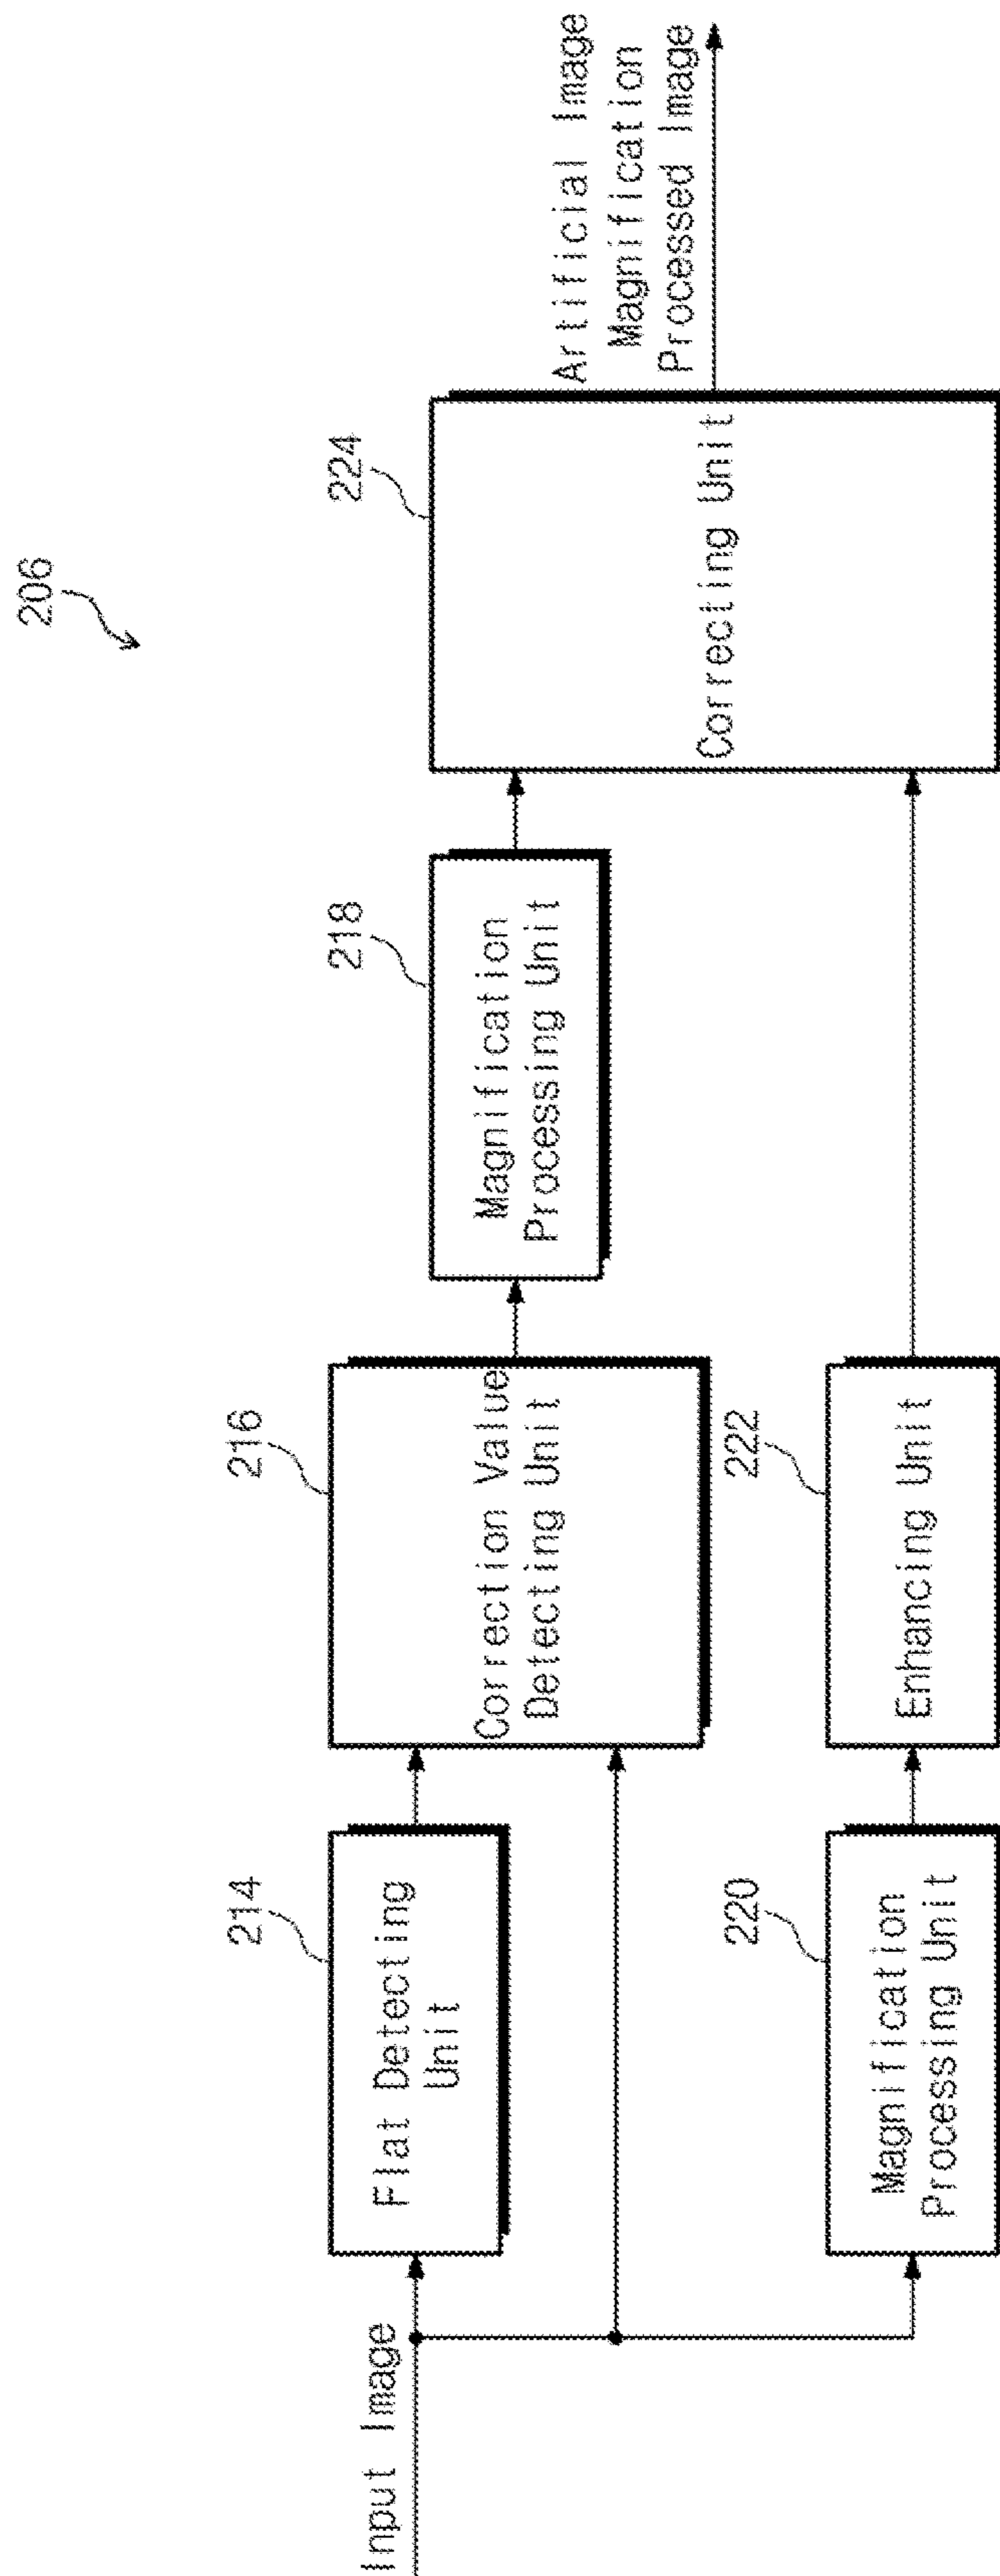 206
Input Image
214
Flat Detecting
Unit
216
Correction Value
Detecting Unit
218
Magnification
Processing Unit
224
Correcting Unit
Artificial Image
Magnification
Processed Image
220
Magnification
Processing Unit
222
Enhancing Unit